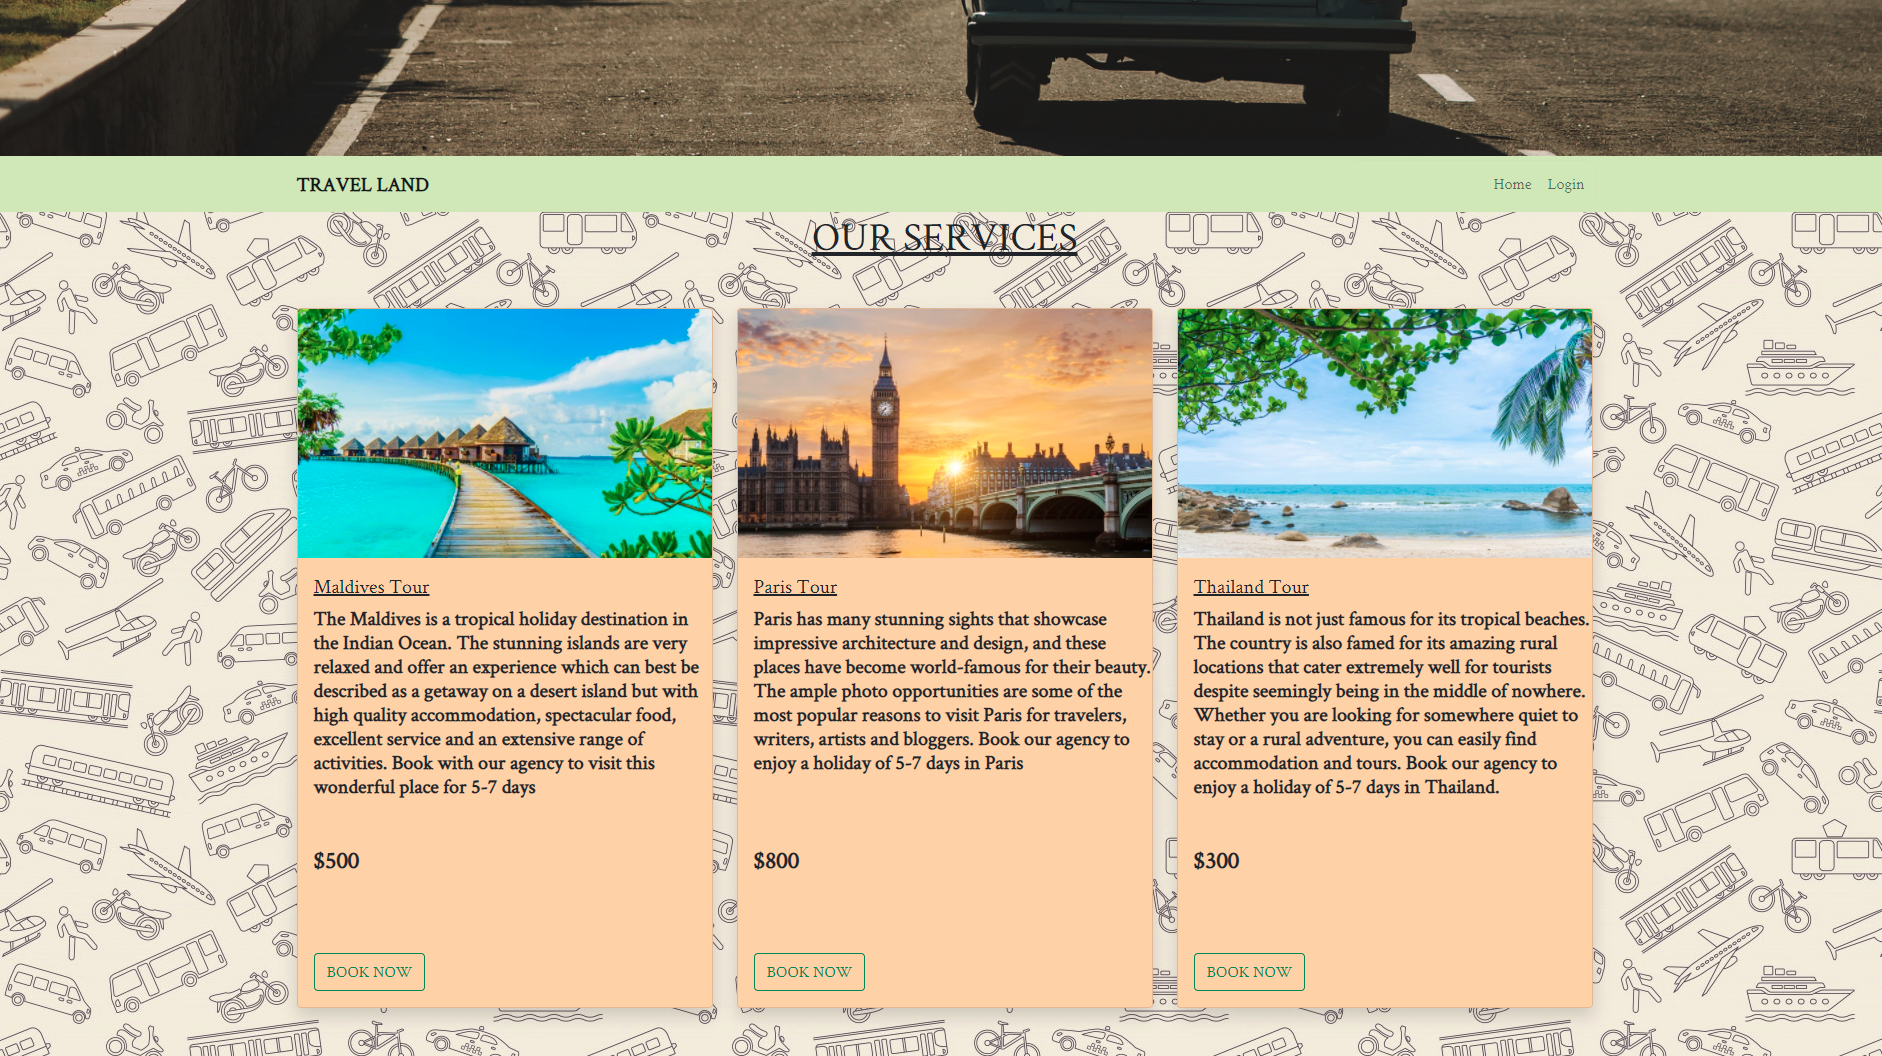 TRAVEL LAND
Home
Login
OUR SERVICES
Maldives Tour
The Maldives is a tropical holiday destination in
the Indian Ocean. The stunning islands are very
relaxed and offer an experience which can best be
described as a getaway on a desert island but with
high quality accommodation, spectacular food,
excellent service and an extensive range of
activities. Book with our agency to visit this
wonderful place for 5-7 days
$500
BOOK NOW
Paris Tour
Paris has many stunning sights that showcase
impressive architecture and design, and these
places have become world-famous for their beauty.
The ample photo opportunities are some of the
most popular reasons to visit Paris for travelers,
writers, artists and bloggers. Book our agency to
enjoy a holiday of 5-7 days in Paris
$800
BOOK NOW
Thailand Tour
Thailand is not just famous for its tropical beaches.
The country is also famed for its amazing rural
locations that cater extremely well for tourists
despite seemingly being in the middle of nowhere.
Whether you are looking for somewhere quiet to
stay or a rural adventure, you can easily find
accommodation and tours. Book our agency to
enjoy a holiday of 5-7 days in Thailand.
$300
BOOK NOW